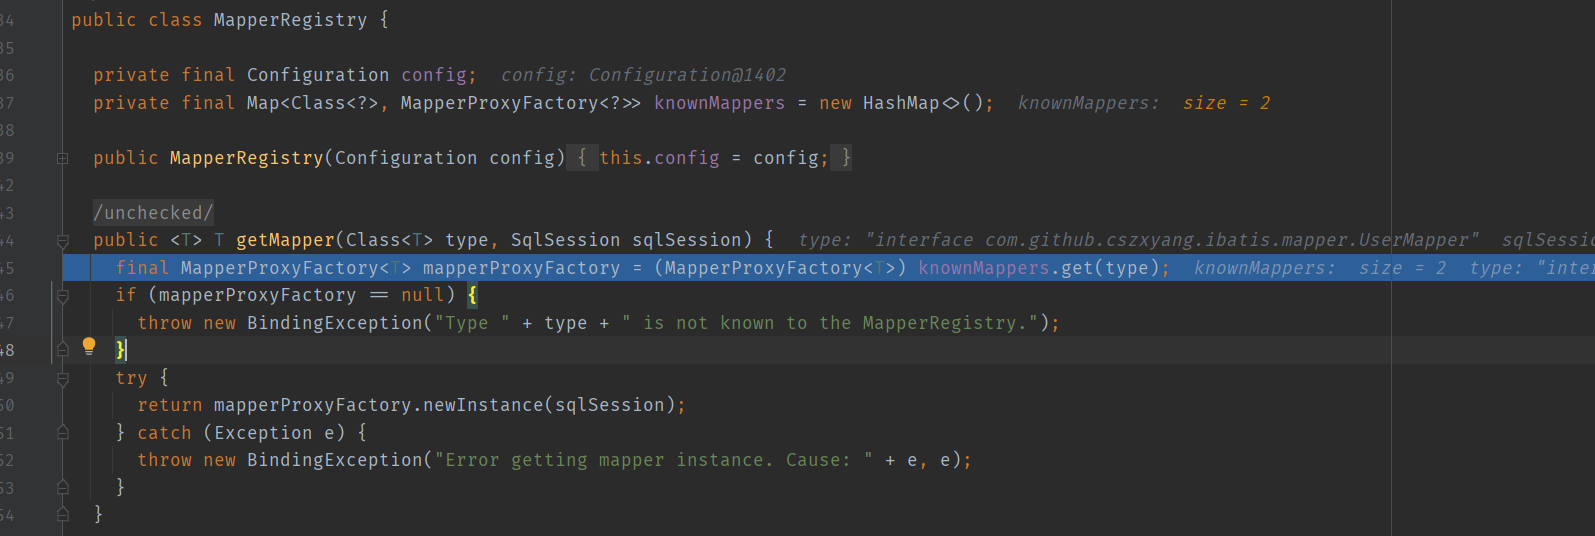 34 public class MapperRegistry {
35
36 private final Configuration config; config: Configuration@1402
37 private final Map<Class<?>, MapperProxyFactory<?>> knownMappers = new HashMap<>(); knownMappers: size = 2
38
39 public MapperRegistry(Configuration config) { this.config = config; }
42
43 /unchecked/
44 public <T> T getMapper(Class<T> type, SqlSession sqlSession) { type: "interface com.github.cszxyang.ibatis.mapper.UserMapper" sqlSessio
45 final MapperProxyFactory<T> mapperProxyFactory = (MapperProxyFactory<T>) knownMappers.get(type); knownMappers: size = 2 type: "inter
46 if (mapperProxyFactory == null) {
47 throw new BindingException("Type " + type + " is not known to the MapperRegistry.");
48 }
49 try {
50 return mapperProxyFactory.newInstance(sqlSession);
51 } catch (Exception e) {
52 throw new BindingException("Error getting mapper instance. Cause: " + e, e);
53 }
54 }